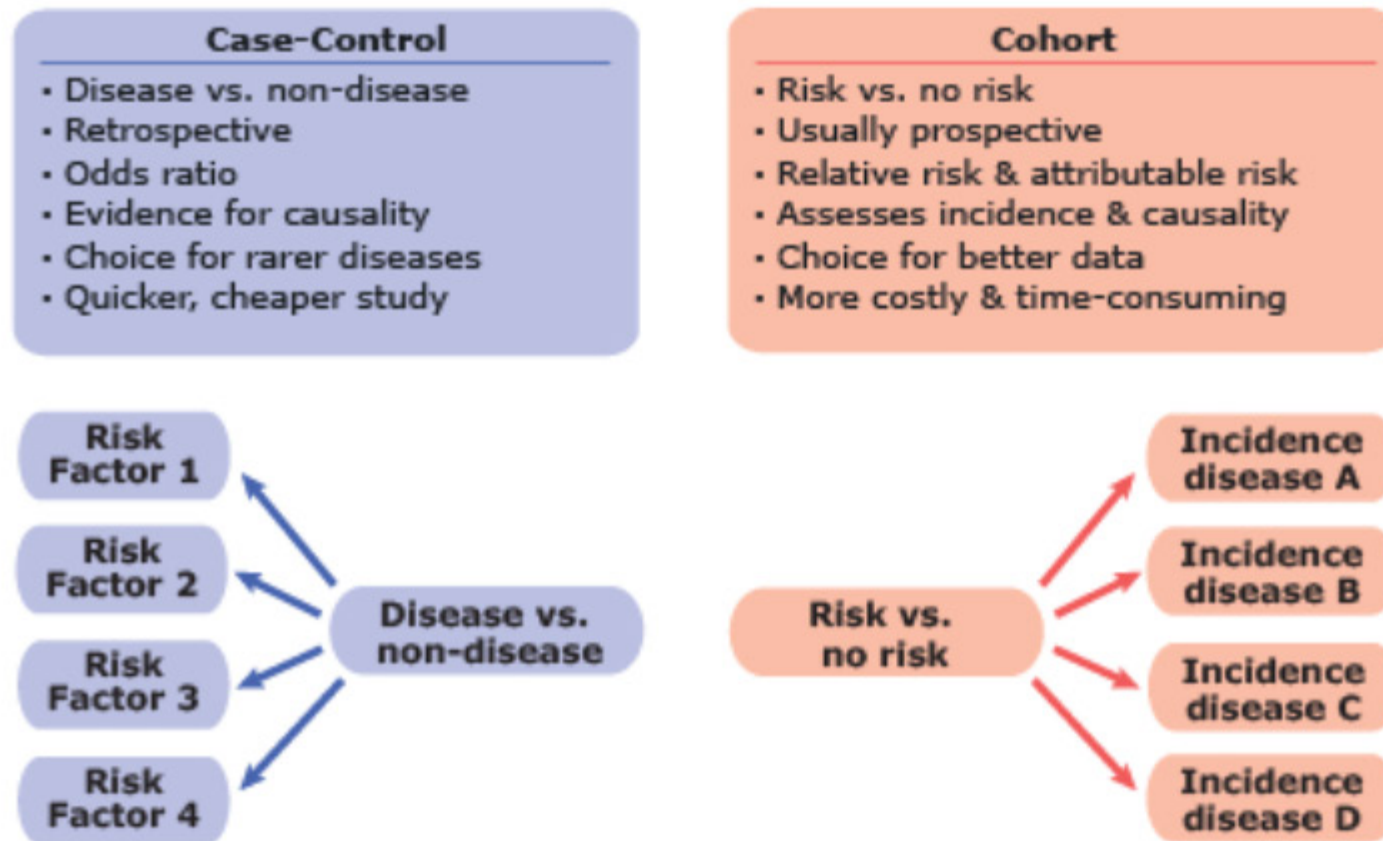 Case-Control
· Disease vs. non-disease
· Retrospective
· Odds ratio
· Evidence for causality
· Choice for rarer diseases
· Quicker, cheaper study
Cohort
· Risk vs. no risk
· Usually prospective
· Relative risk & attributable risk
· Assesses incidence & causality
· Choice for better data
· More costly & time-consuming
Risk
Factor 1
Risk
Factor 2
Risk
Factor 3
Risk
Factor 4
Disease vs.
non-disease
Risk vs.
no risk
Incidence
disease A
Incidence
disease B
Incidence
disease C
Incidence
disease D